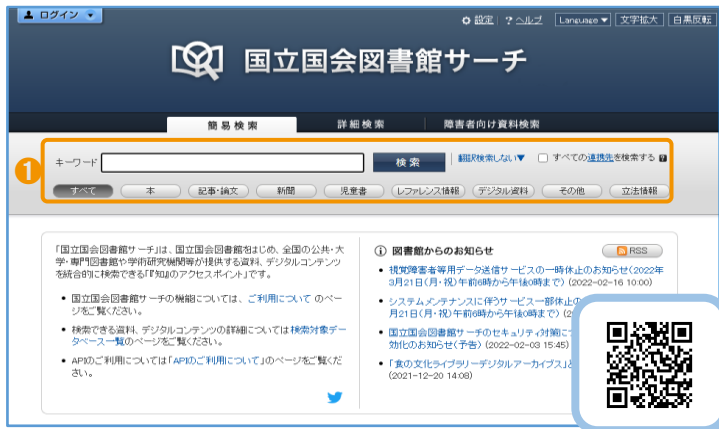 ログイン
設定 ? ヘルプ Language▼ 文字拡大 白黒反転
国立国会図書館サーチ
簡易検索 詳細検索 障害者向け資料検索
1
キーワード 検索 翻訳検索しない▼ すべての連携先を検索する ?
すべて 本 記事・論文 新聞 児童書 レファレンス情報 デジタル資料 その他 立法情報
「国立国会図書館サーチ」は、国立国会図書館をはじめ、全国の公共・大
学・専門図書館や学術研究機関等が提供する資料、デジタルコンテンツ
を統合的に検索できる「『知』のアクセスポイント」です。
• 国立国会図書館サーチの機能については、ご利用について のペー
ジをご覧ください。
• 検索できる資料、デジタルコンテンツの詳細については検索対象デー
タベース一覧のページをご覧ください。
• APIのご利用については「APIのご利用について」のページをご覧くだ
さい。
図書館からのお知らせ RSS
• 視覚障害者等用データ送信サービスの一時休止のお知らせ(2022年
3月21日(月・祝)午前6時から午後0時まで) (2022-02-16 10:00)
• システムメンテナンスに伴うサービス一部休止の
月21日(月・祝)午前6時から午後0時まで) (2
• 国立国会図書館サーチのセキュリティ対策に
効化のお知らせ(予告) (2022-02-03 15:45)
• 「食の文化ライブラリーデジタルアーカイブス」と
(2021-12-20 14:08)